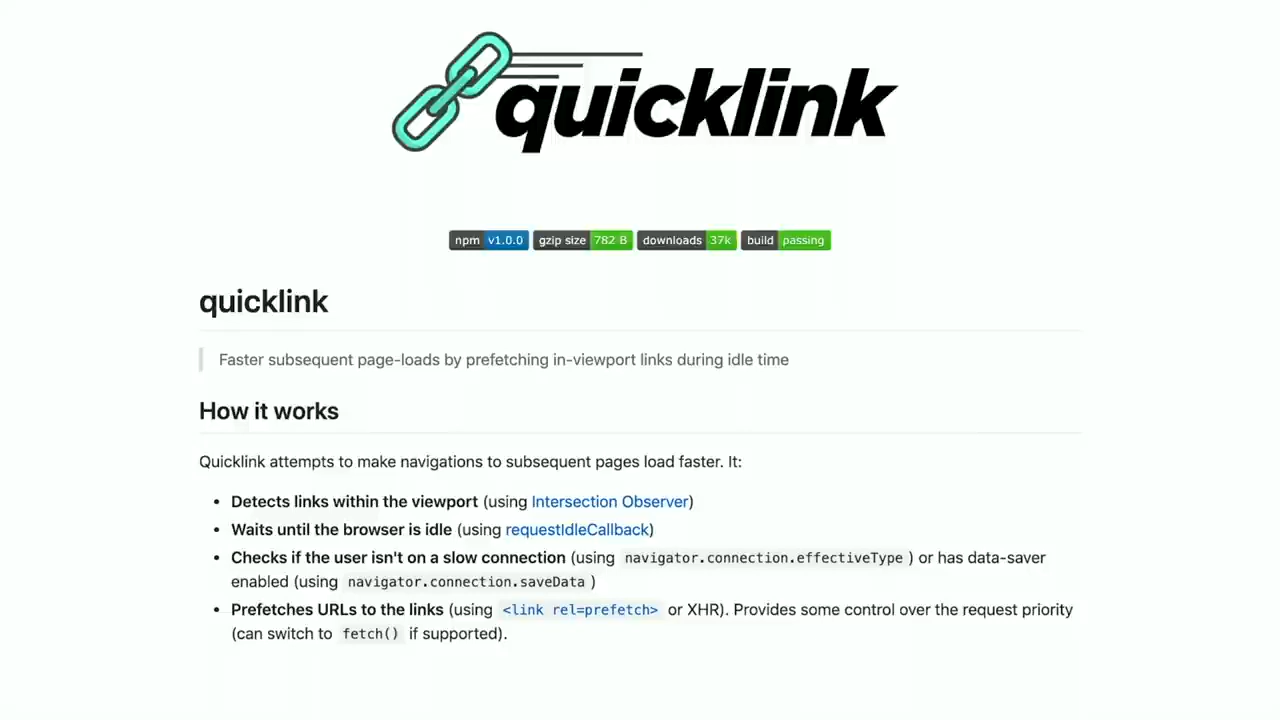 quicklink
npm v1.0.0 gzip size 782 B downloads 37k build passing
quicklink
Faster subsequent page-loads by prefetching in-viewport links during idle time
How it works
Quicklink attempts to make navigations to subsequent pages load faster. It:
• Detects links within the viewport (using Intersection Observer)
• Waits until the browser is idle (using requestIdleCallback)
• Checks if the user isn't on a slow connection (using navigator.connection.effectiveType ) or has data-saver
enabled (using navigator.connection.saveData )
• Prefetches URLs to the links (using <link rel=prefetch> or XHR). Provides some control over the request priority
(can switch to fetch() if supported).